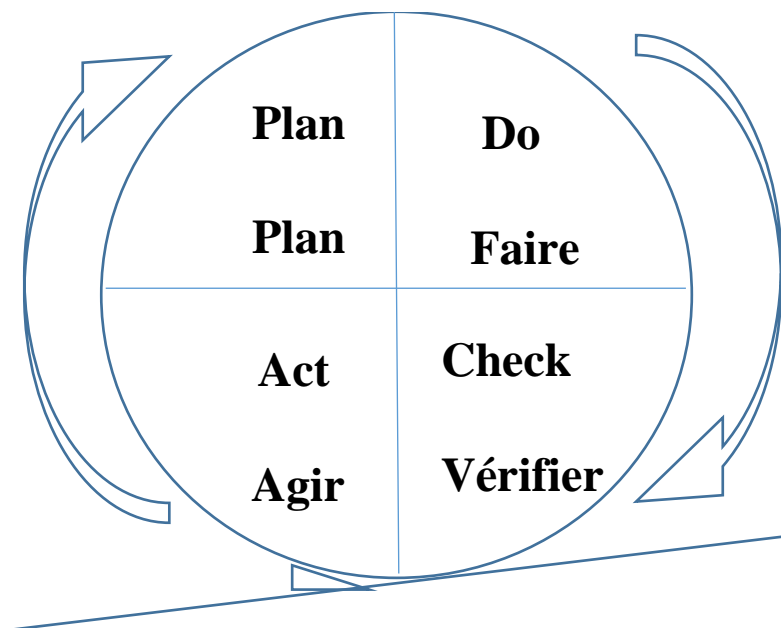 Plan
Plan
Do
Faire
Act
Agir
Check
Vérifier